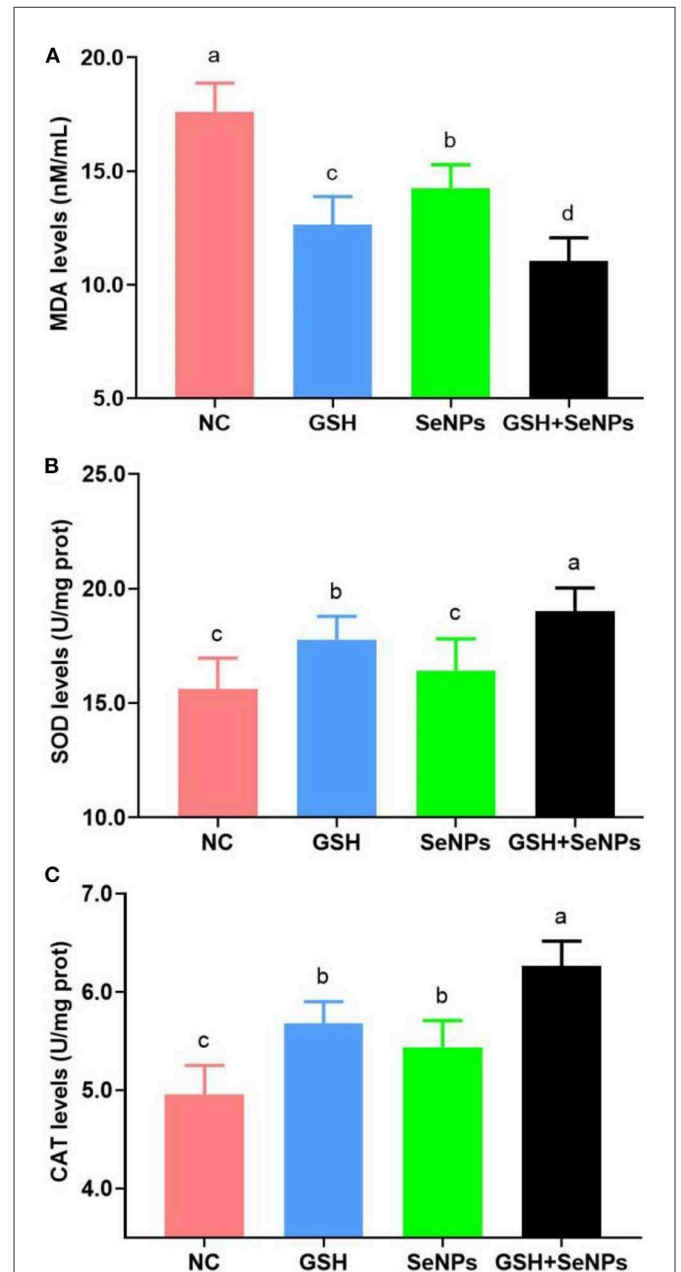 A
MDA levels (nM/mL)
20.0
15.0
10.0
5.0
a
c
b
d
NC GSH SeNPs GSH+SeNPs
B
SOD levels (U/mg prot)
25.0
20.0
15.0
10.0
c
b
c
a
NC GSH SeNPs GSH+SeNPs
C
CAT levels (U/mg prot)
7.0
6.0
5.0
4.0
c
b
b
a
NC GSH SeNPs GSH+SeNPs